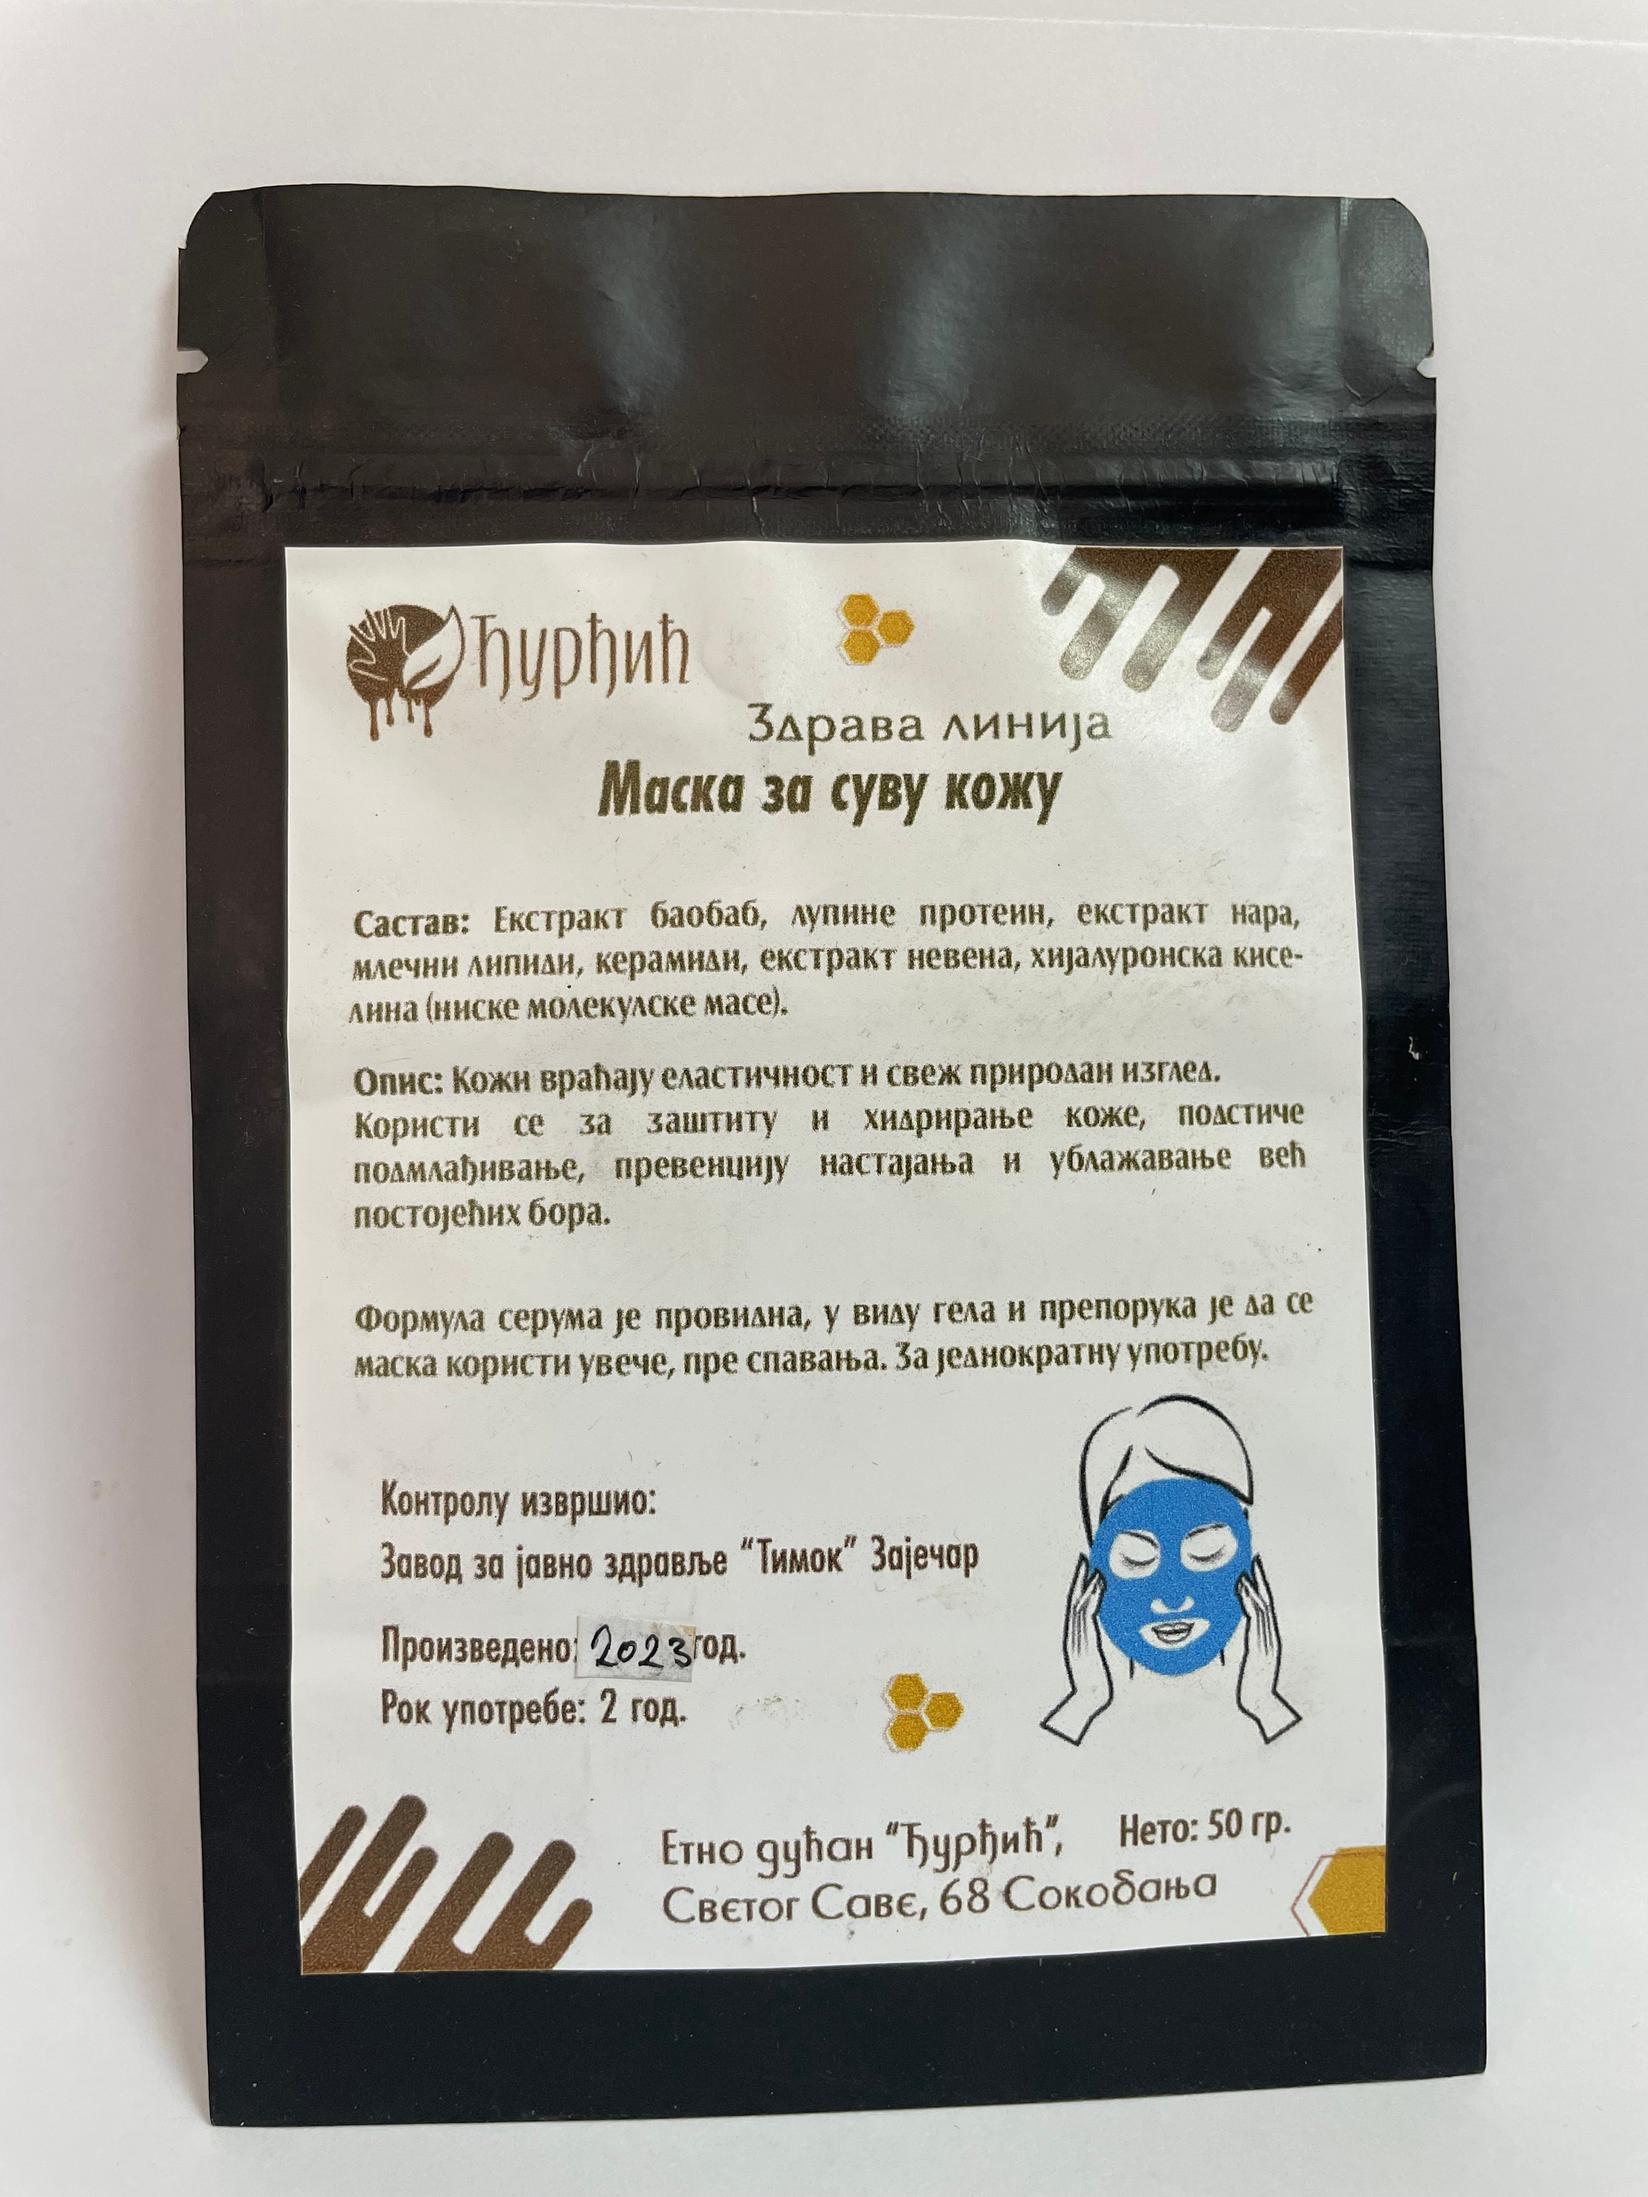 Ђурђић
Здрава линија
Маска за суву кожу
Састав: Екстракт баобаб, лупине протеин, екстракт нара,
млечни липиди, керамиди, екстракт невена, хијалуронска кисе-
лина (ниске молекулске масе).
Опис: Кожи враћају еластичност и свеж природан изглед.
Користи се за заштиту и хидрирање коже, подстиче
подмлађивање, превенцију настајања и ублажавање већ
постојећих бора.
Формула серума је провидна, у виду гела и препорука је да се
маска користи увече, пре спавања. За једнократну употребу.
Контролу извршио:
Завод за јавно здравље “Тимок” Зајечар
Произведено: 2023 год.
Рок употребе: 2 год.
Етно дућан “Ђурђић”,
Светог Саве, 68 Сокобања
Нето: 50 гр.